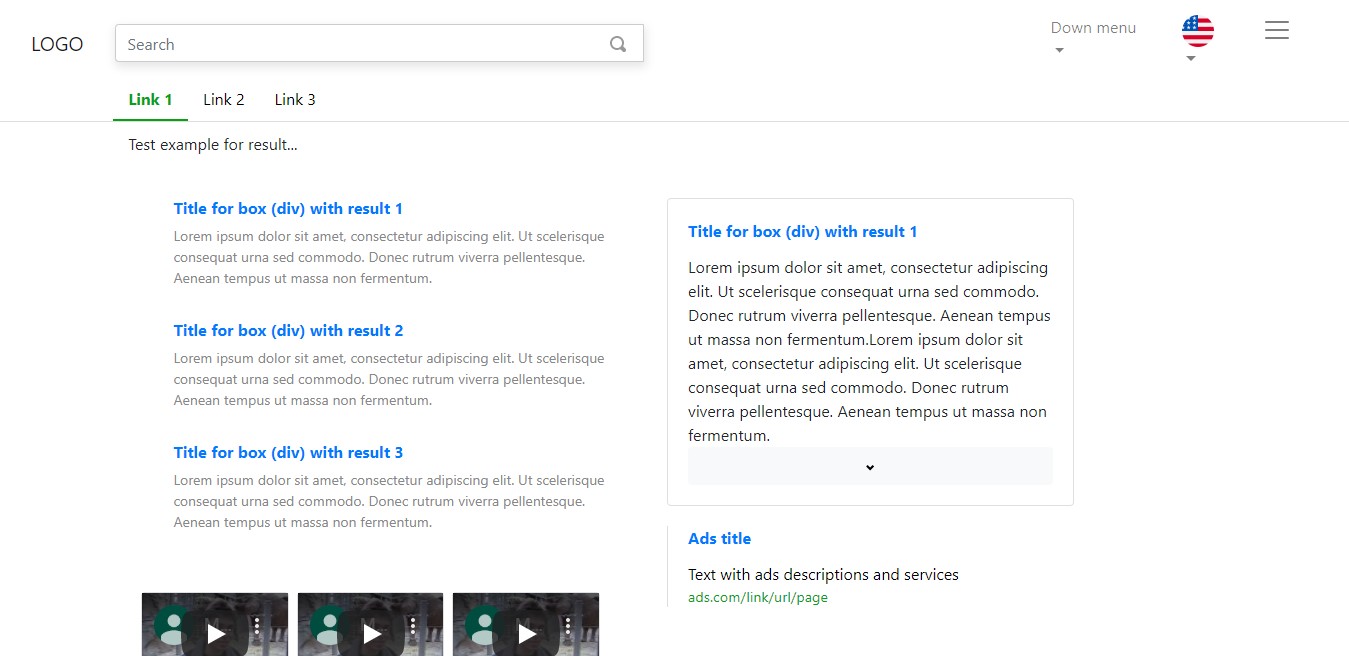 LOGO
Search
Down menu
Link 1
Link 2
Link 3
Test example for result...
Title for box (div) with result 1
Lorem ipsum dolor sit amet, consectetur adipiscing elit. Ut scelerisque
consequat urna sed commodo. Donec rutrum viverra pellentesque.
Aenean tempus ut massa non fermentum.
Title for box (div) with result 2
Lorem ipsum dolor sit amet, consectetur adipiscing elit. Ut scelerisque
consequat urna sed commodo. Donec rutrum viverra pellentesque.
Aenean tempus ut massa non fermentum.
Title for box (div) with result 3
Lorem ipsum dolor sit amet, consectetur adipiscing elit. Ut scelerisque
consequat urna sed commodo. Donec rutrum viverra pellentesque.
Aenean tempus ut massa non fermentum.
Title for box (div) with result 1
Lorem ipsum dolor sit amet, consectetur adipiscing
elit. Ut scelerisque consequat urna sed commodo.
Donec rutrum viverra pellentesque. Aenean tempus
ut massa non fermentum.Lorem ipsum dolor sit
amet, consectetur adipiscing elit. Ut scelerisque
consequat urna sed commodo. Donec rutrum
viverra pellentesque. Aenean tempus ut massa non
fermentum.
Ads title
Text with ads descriptions and services
ads.com/link/url/page